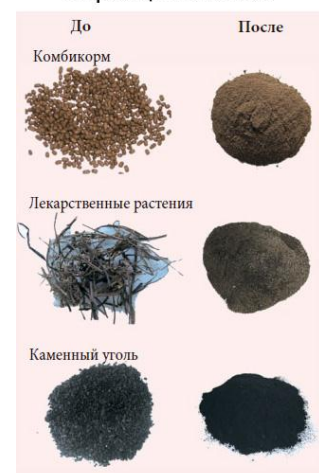 До После
Комбикорм
Лекарственные растения
Каменный уголь